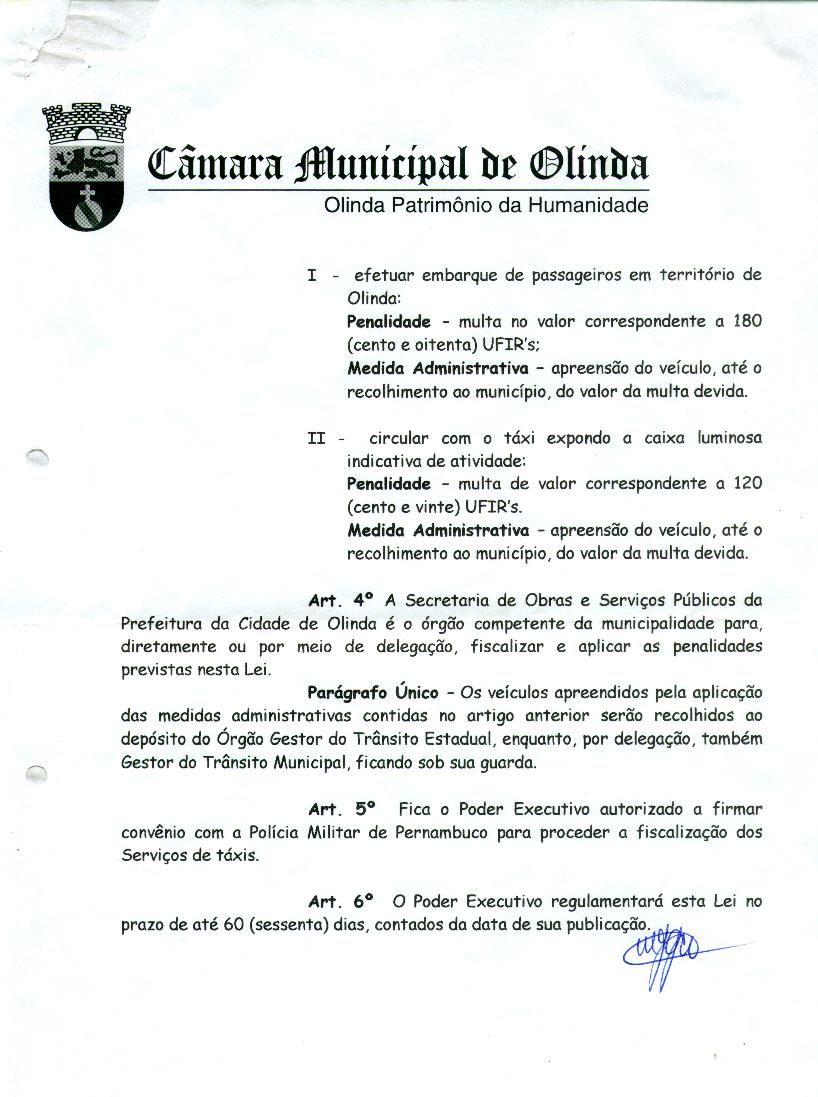 Câmara Municipal de Olinda
Olinda Patrimônio da Humanidade
I - efetuar embarque de passageiros em território de
Olinda:
Penalidade – multa no valor correspondente a 180
(cento e oitenta) UFIR's;
Medida Administrativa – apreensão do veículo, até o
recolhimento ao município, do valor da multa devida.
II - circular com o táxi expondo a caixa luminosa
indicativa de atividade:
Penalidade – multa de valor correspondente a 120
(cento e vinte) UFIR's.
Medida Administrativa – apreensão do veículo, até o
recolhimento ao município, do valor da multa devida.
Art. 4º A Secretaria de Obras e Serviços Públicos da
Prefeitura da Cidade de Olinda é o órgão competente da municipalidade para,
diretamente ou por meio de delegação, fiscalizar e aplicar as penalidades
previstas nesta Lei.
Parágrafo Único – Os veículos apreendidos pela aplicação
das medidas administrativas contidas no artigo anterior serão recolhidos ao
depósito do Órgão Gestor do Trânsito Estadual, enquanto, por delegação, também
Gestor do Trânsito Municipal, ficando sob sua guarda.
Art. 5º Fica o Poder Executivo autorizado a firmar
convênio com a Polícia Militar de Pernambuco para proceder a fiscalização dos
Serviços de táxis.
Art. 6º O Poder Executivo regulamentará esta Lei no
prazo de até 60 (sessenta) dias, contados da data de sua publicação.